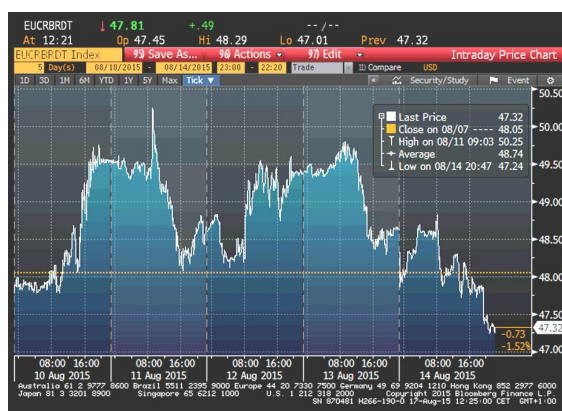 EUCRBRDT ↓ 47.81 +.49 --/--
At 12:21 Op 47.45 Hi 48.29 Lo 47.01 Prev 47.32
EUCRBRDT Index 95) Save As... 96) Actions 97) Edit Intraday Price Chart
5 Day(s) 08/10/2015 - 08/14/2015 23:00 - 22:20 Trade Compare USD
1D 3D 1M 6M YTD 1Y 5Y Max Tick ▼ « Security/Study Event
Last Price 47.32
Close on 08/07 ---- 48.05
High on 08/11 09:03 50.25
Average 48.74
Low on 08/14 20:47 47.24
50.50
50.00
49.50
49.00
48.50
48.00
47.50
47.32
-0.73
-1.52%
47.00
08:00 16:00 08:00 16:00 08:00 16:00 08:00 16:00 08:00 16:00
10 Aug 2015 11 Aug 2015 12 Aug 2015 13 Aug 2015 14 Aug 2015
Australia 61 2 9777 8600 Brazil 5511 2395 9000 Europe 44 20 7330 7500 Germany 49 69 9204 1210 Hong Kong 852 2977 6000
Japan 81 3 3201 8900 Singapore 65 6212 1000 U.S. 1 212 318 2000 Copyright 2015 Bloomberg Finance L.P.
SN 870481 H266-190-0 17-Aug-15 12:25:00 CET GMT+1:00